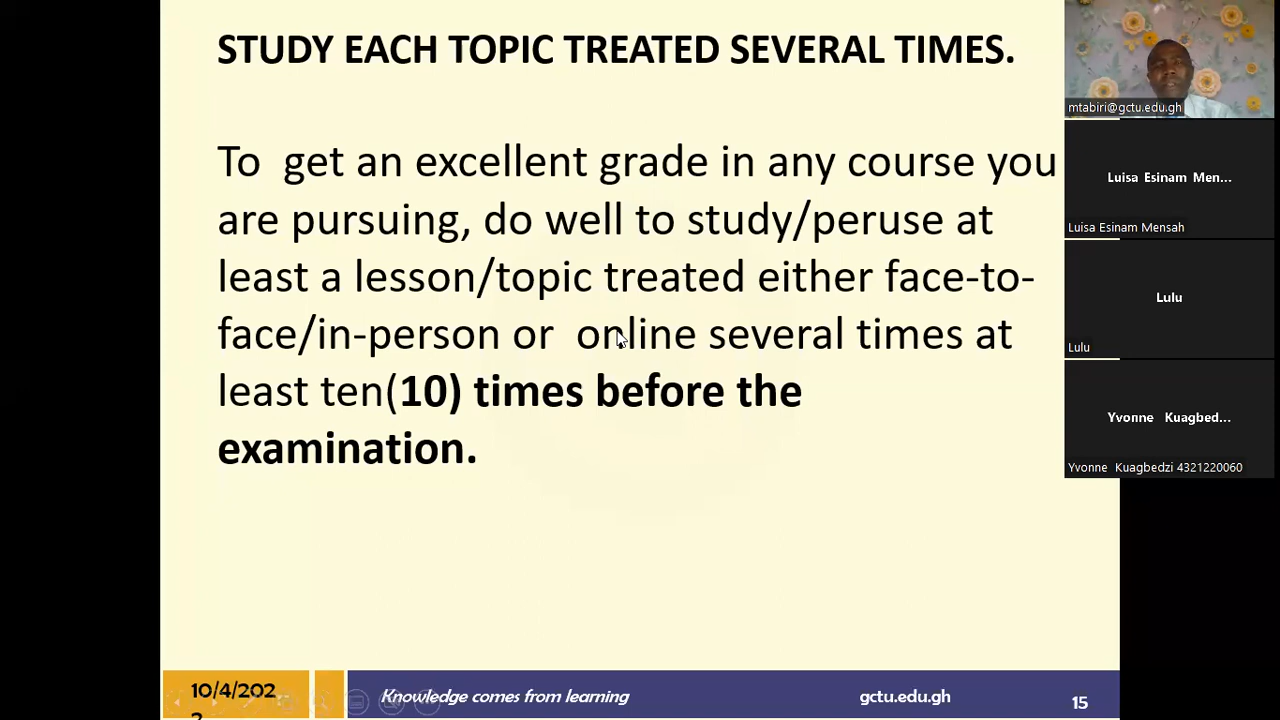 STUDY EACH TOPIC TREATED SEVERAL TIMES.
To get an excellent grade in any course you
are pursuing, do well to study/peruse at
least a lesson/topic treated either face-to-
face/in-person or online several times at
least ten(10) times before the
examination.
10/4/202
Knowledge comes from learning
gctu.edu.gh
15
mtabiri@gctu.edu.gh
Luisa Esinam Men...
Luisa Esinam Mensah
Lulu
Lulu
Yvonne Kuagbed...
Yvonne Kuagbedzi 4321220060